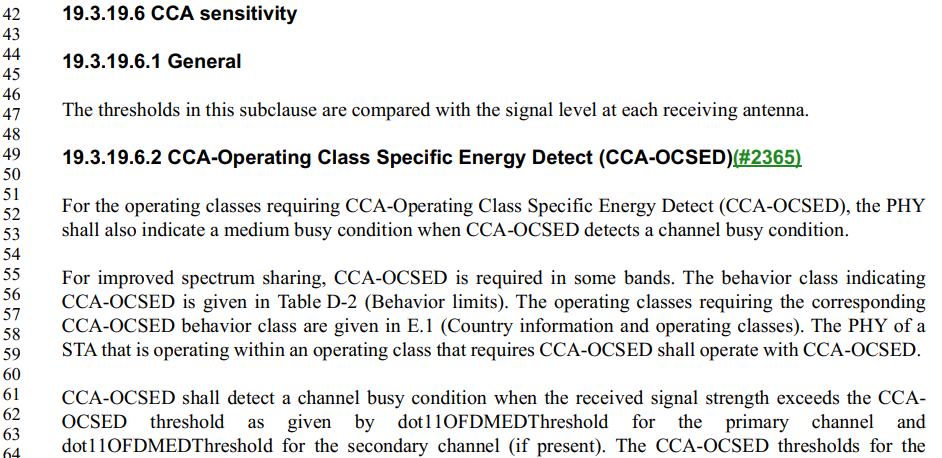 42 19.3.19.6 CCA sensitivity
43
44 19.3.19.6.1 General
45
46
47 The thresholds in this subclause are compared with the signal level at each receiving antenna.
48
49 19.3.19.6.2 CCA-Operating Class Specific Energy Detect (CCA-OCSED)(#2365)
50
51
52 For the operating classes requiring CCA-Operating Class Specific Energy Detect (CCA-OCSED), the PHY
53 shall also indicate a medium busy condition when CCA-OCSED detects a channel busy condition.
54
55 For improved spectrum sharing, CCA-OCSED is required in some bands. The behavior class indicating
56 CCA-OCSED is given in Table D-2 (Behavior limits). The operating classes requiring the corresponding
57
58 CCA-OCSED behavior class are given in E.1 (Country information and operating classes). The PHY of a
59 STA that is operating within an operating class that requires CCA-OCSED shall operate with CCA-OCSED.
60
61 CCA-OCSED shall detect a channel busy condition when the received signal strength exceeds the CCA-
62 OCSED threshold as given by dot11OFDMEDThreshold for the primary channel and
63
64 dot11OFDMEDThreshold for the secondary channel (if present). The CCA-OCSED thresholds for the